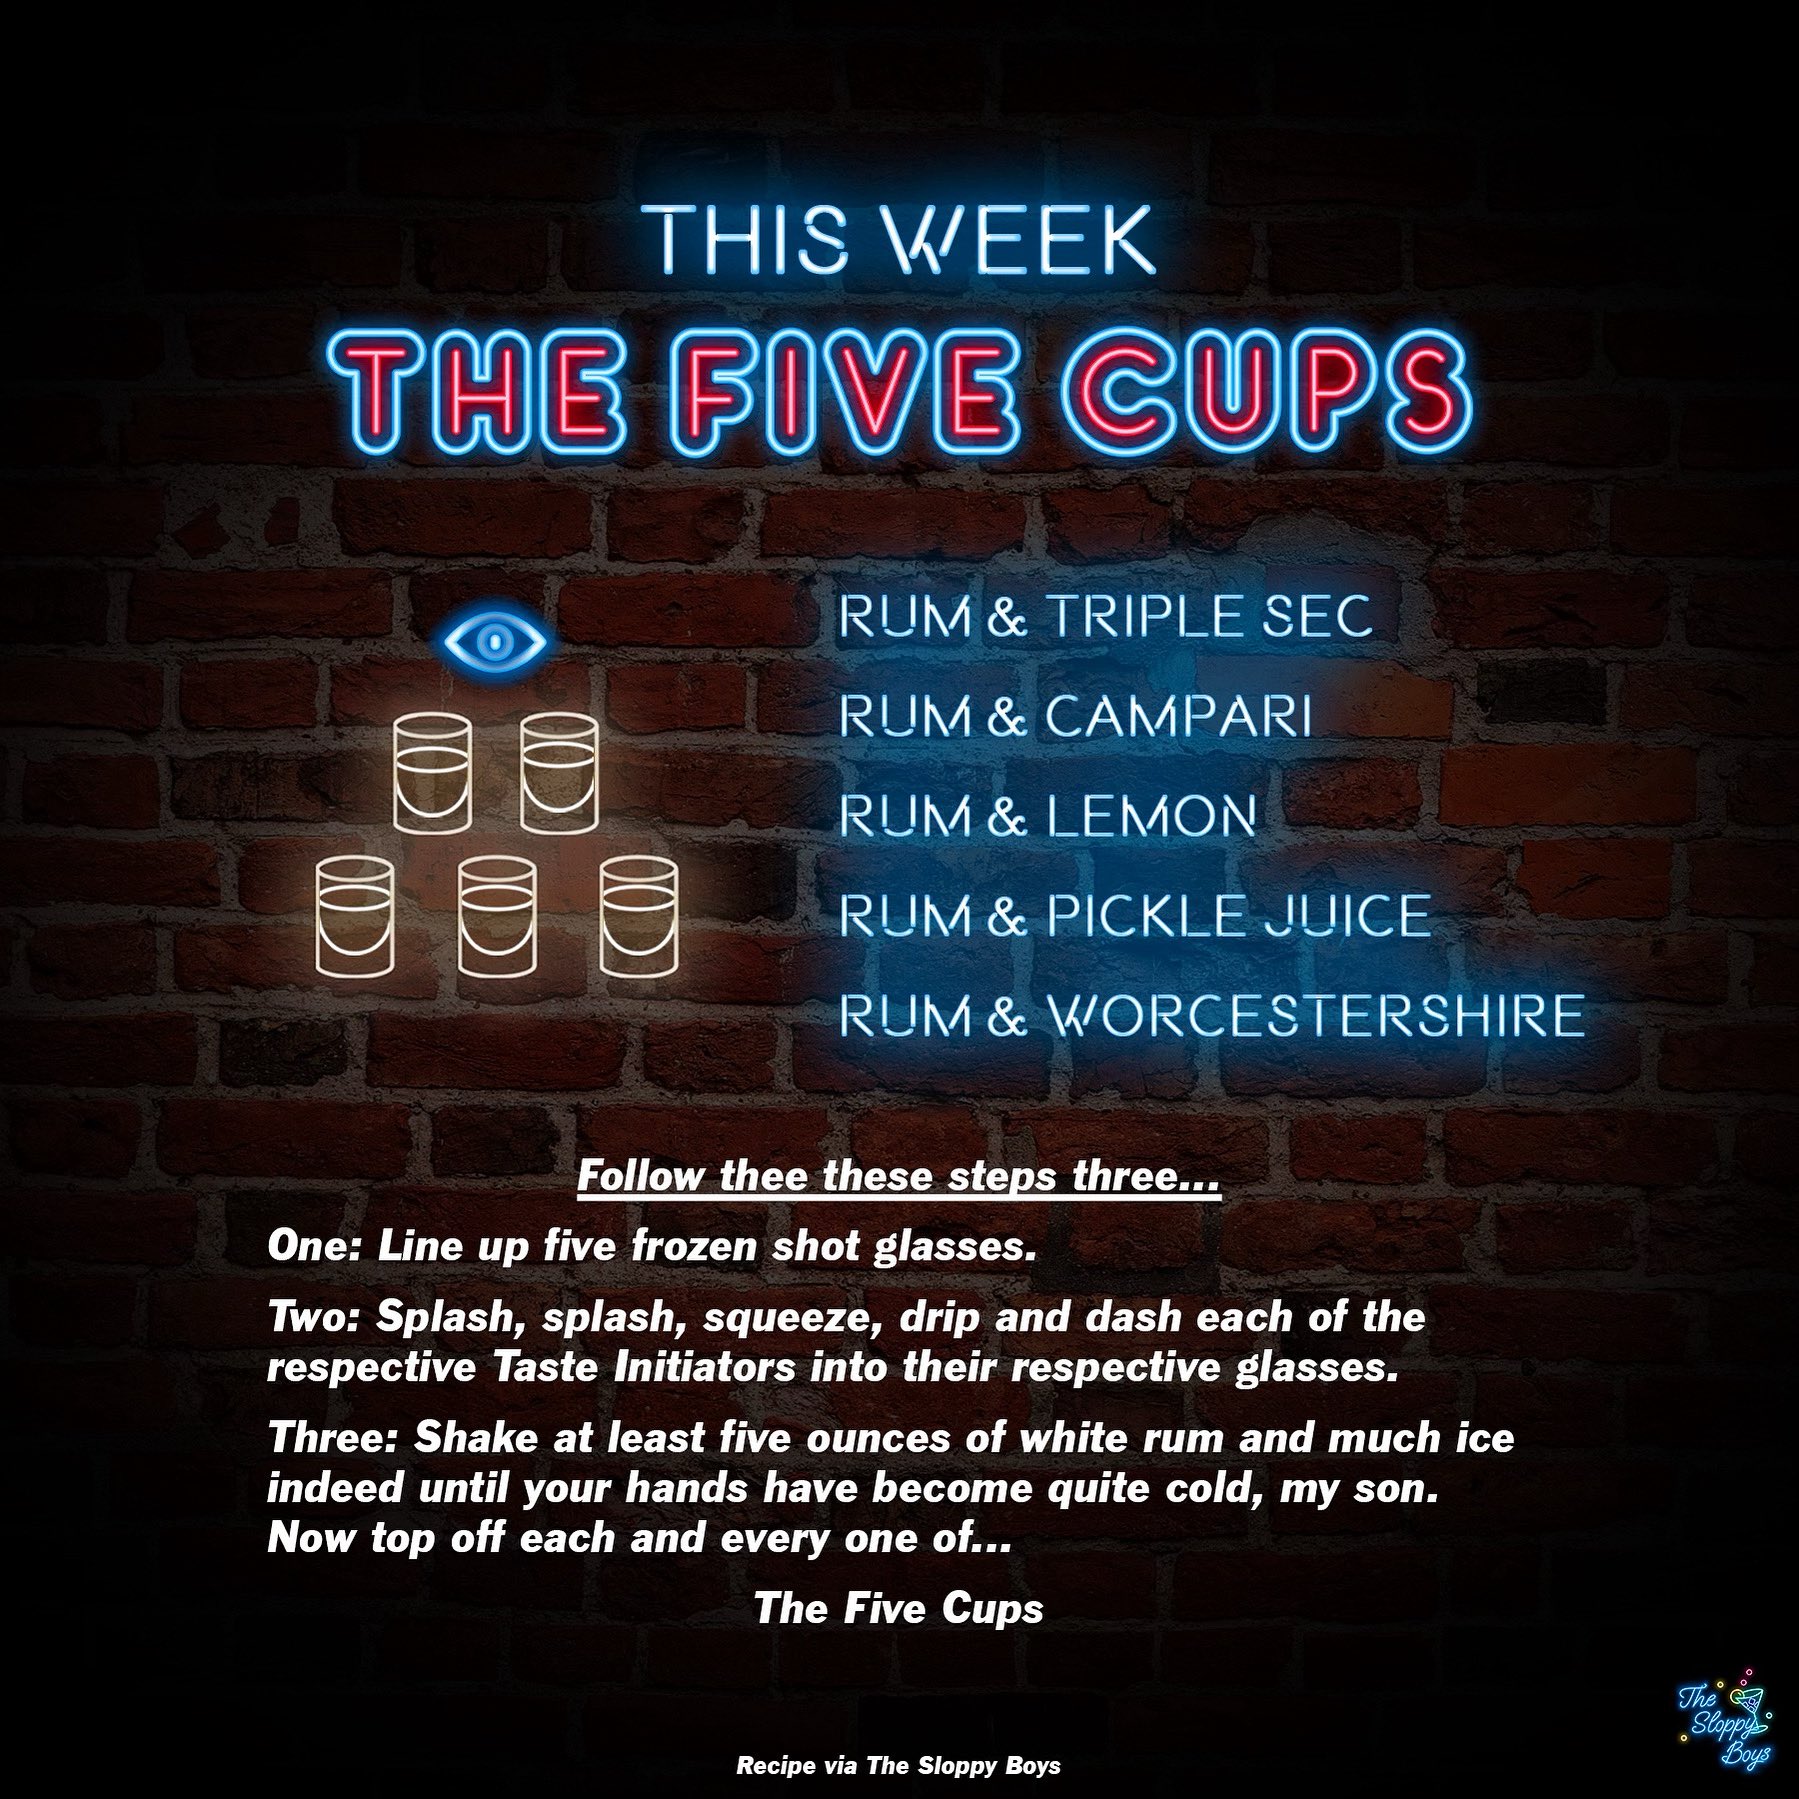 THIS WEEK
THE FIVE CUPS
RUM & TRIPLE SEC
RUM & CAMPARI
RUM & LEMON
RUM & PICKLE JUICE
RUM & WORCESTERSHIRE
Follow thee these steps three...
One: Line up five frozen shot glasses.
Two: Splash, splash, squeeze, drip and dash each of the
respective Taste Initiators into their respective glasses.
Three: Shake at least five ounces of white rum and much ice
indeed until your hands have become quite cold, my son.
Now top off each and every one of...
The Five Cups
The
Sloppy
Boys
Recipe via The Sloppy Boys